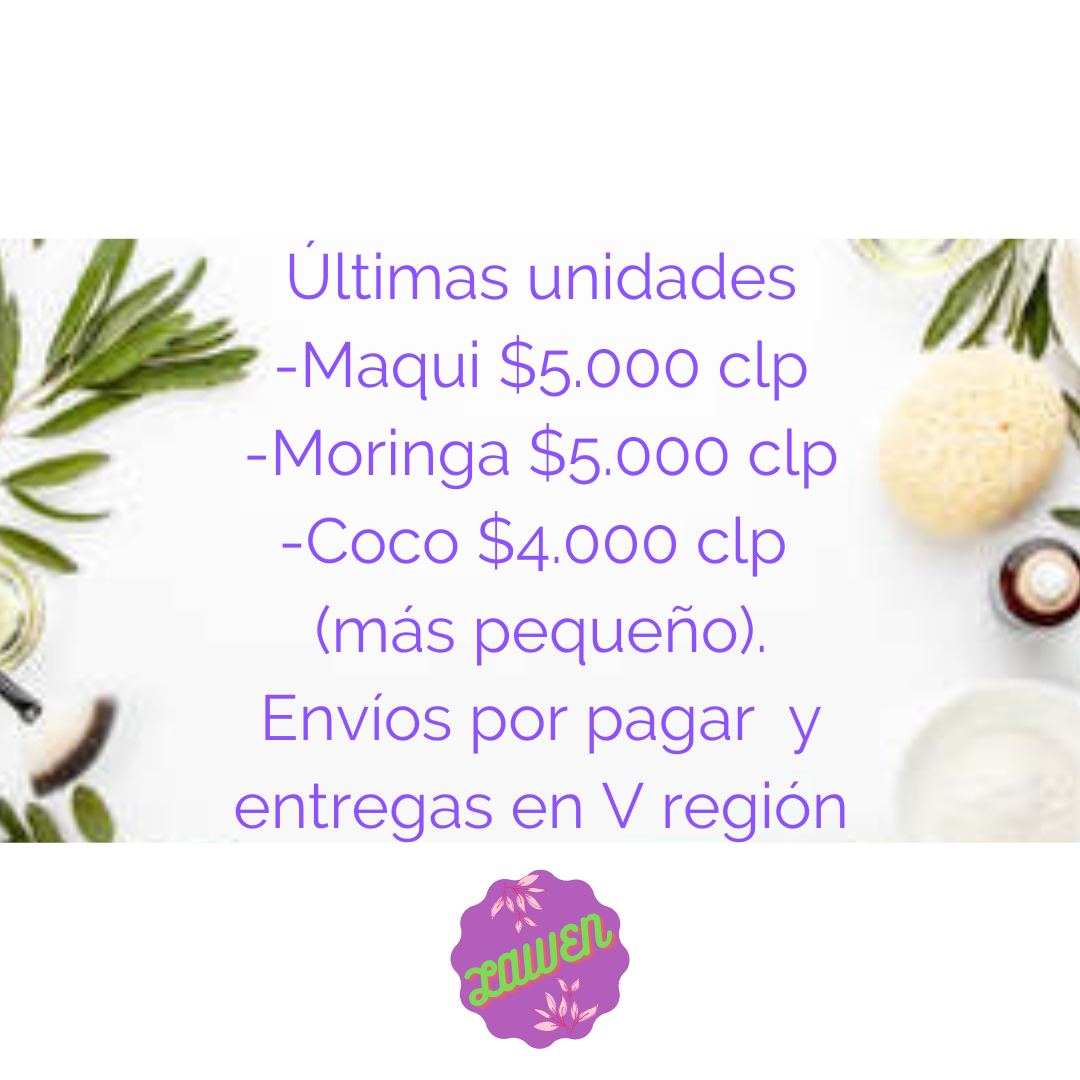 Últimas unidades
-Maqui $5.000 clp
-Moringa $5.000 clp
-Coco $4.000 clp
(más pequeño).
Envíos por pagar  y
entregas en V región
LAWEN